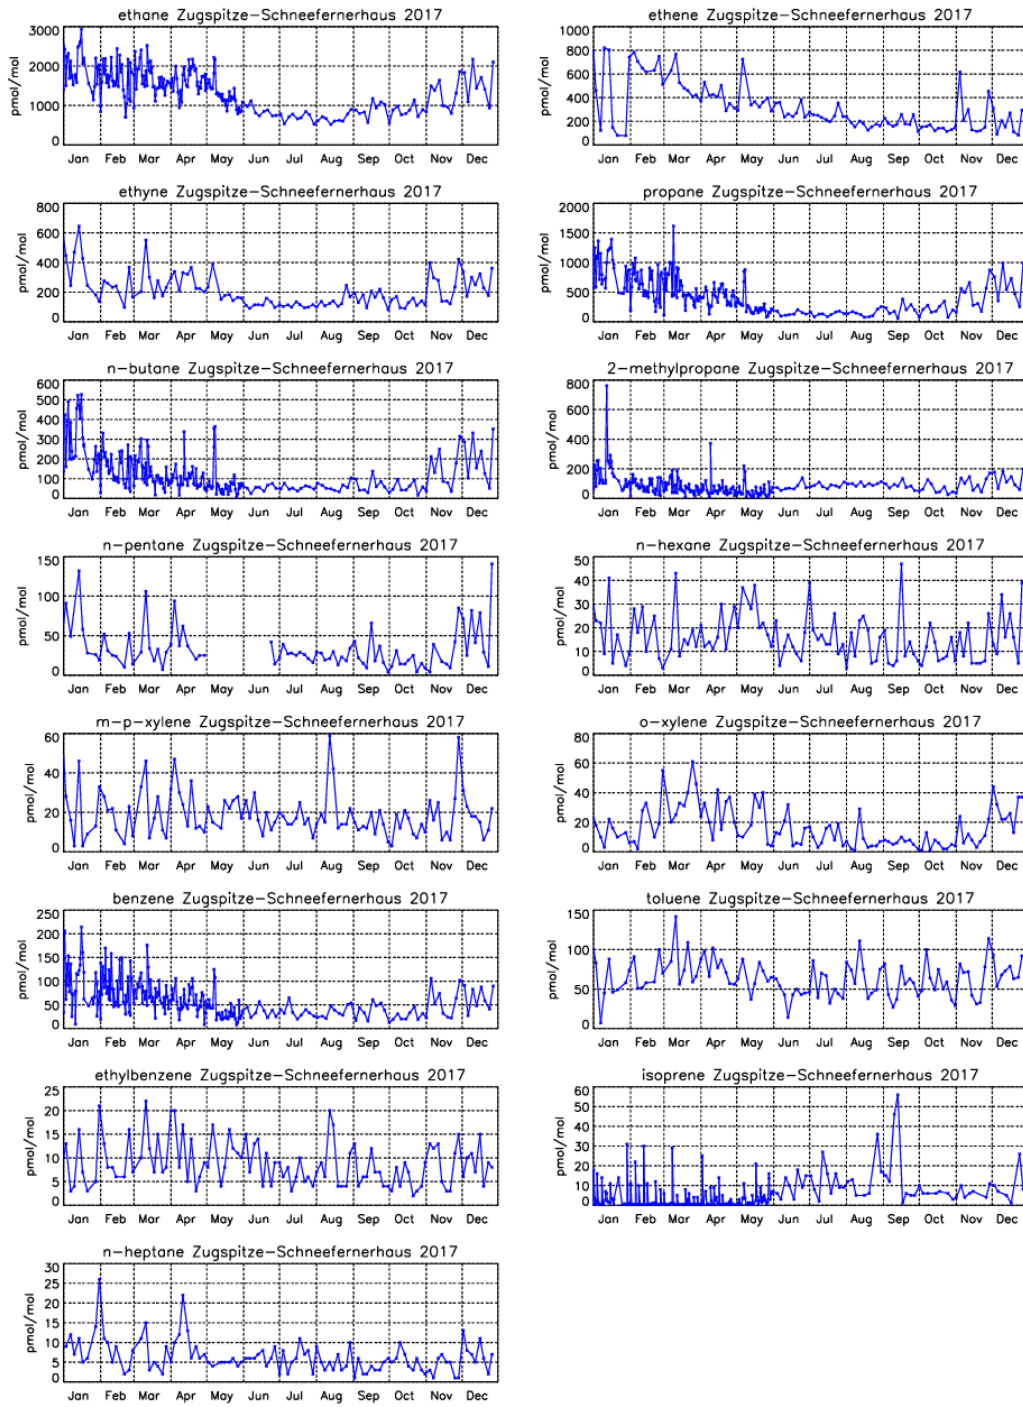 ethane Zugspitze-Schneefernerhaus 2017
3000
2000
1000
0
pmol/mol
Jan Feb Mar Apr May Jun Jul Aug Sep Oct Nov Dec
ethene Zugspitze-Schneefernerhaus 2017
1000
800
600
400
200
0
pmol/mol
Jan Feb Mar Apr May Jun Jul Aug Sep Oct Nov Dec
ethyne Zugspitze-Schneefernerhaus 2017
800
600
400
200
0
pmol/mol
Jan Feb Mar Apr May Jun Jul Aug Sep Oct Nov Dec
propane Zugspitze-Schneefernerhaus 2017
2000
1500
1000
500
0
pmol/mol
Jan Feb Mar Apr May Jun Jul Aug Sep Oct Nov Dec
n-butane Zugspitze-Schneefernerhaus 2017
600
500
400
300
200
100
0
pmol/mol
Jan Feb Mar Apr May Jun Jul Aug Sep Oct Nov Dec
2-methylpropane Zugspitze-Schneefernerhaus 2017
800
600
400
200
0
pmol/mol
Jan Feb Mar Apr May Jun Jul Aug Sep Oct Nov Dec
n-pentane Zugspitze-Schneefernerhaus 2017
150
100
50
0
pmol/mol
Jan Feb Mar Apr May Jun Jul Aug Sep Oct Nov Dec
n-hexane Zugspitze-Schneefernerhaus 2017
50
40
30
20
10
0
pmol/mol
Jan Feb Mar Apr May Jun Jul Aug Sep Oct Nov Dec
m-p-xylene Zugspitze-Schneefernerhaus 2017
60
40
20
0
pmol/mol
Jan Feb Mar Apr May Jun Jul Aug Sep Oct Nov Dec
o-xylene Zugspitze-Schneefernerhaus 2017
80
60
40
20
0
pmol/mol
Jan Feb Mar Apr May Jun Jul Aug Sep Oct Nov Dec
benzene Zugspitze-Schneefernerhaus 2017
250
200
150
100
50
0
pmol/mol
Jan Feb Mar Apr May Jun Jul Aug Sep Oct Nov Dec
toluene Zugspitze-Schneefernerhaus 2017
150
100
50
0
pmol/mol
Jan Feb Mar Apr May Jun Jul Aug Sep Oct Nov Dec
ethylbenzene Zugspitze-Schneefernerhaus 2017
25
20
15
10
5
0
pmol/mol
Jan Feb Mar Apr May Jun Jul Aug Sep Oct Nov Dec
isoprene Zugspitze-Schneefernerhaus 2017
60
50
40
30
20
10
0
pmol/mol
Jan Feb Mar Apr May Jun Jul Aug Sep Oct Nov Dec
n-heptane Zugspitze-Schneefernerhaus 2017
30
25
20
15
10
5
0
pmol/mol
Jan Feb Mar Apr May Jun Jul Aug Sep Oct Nov Dec